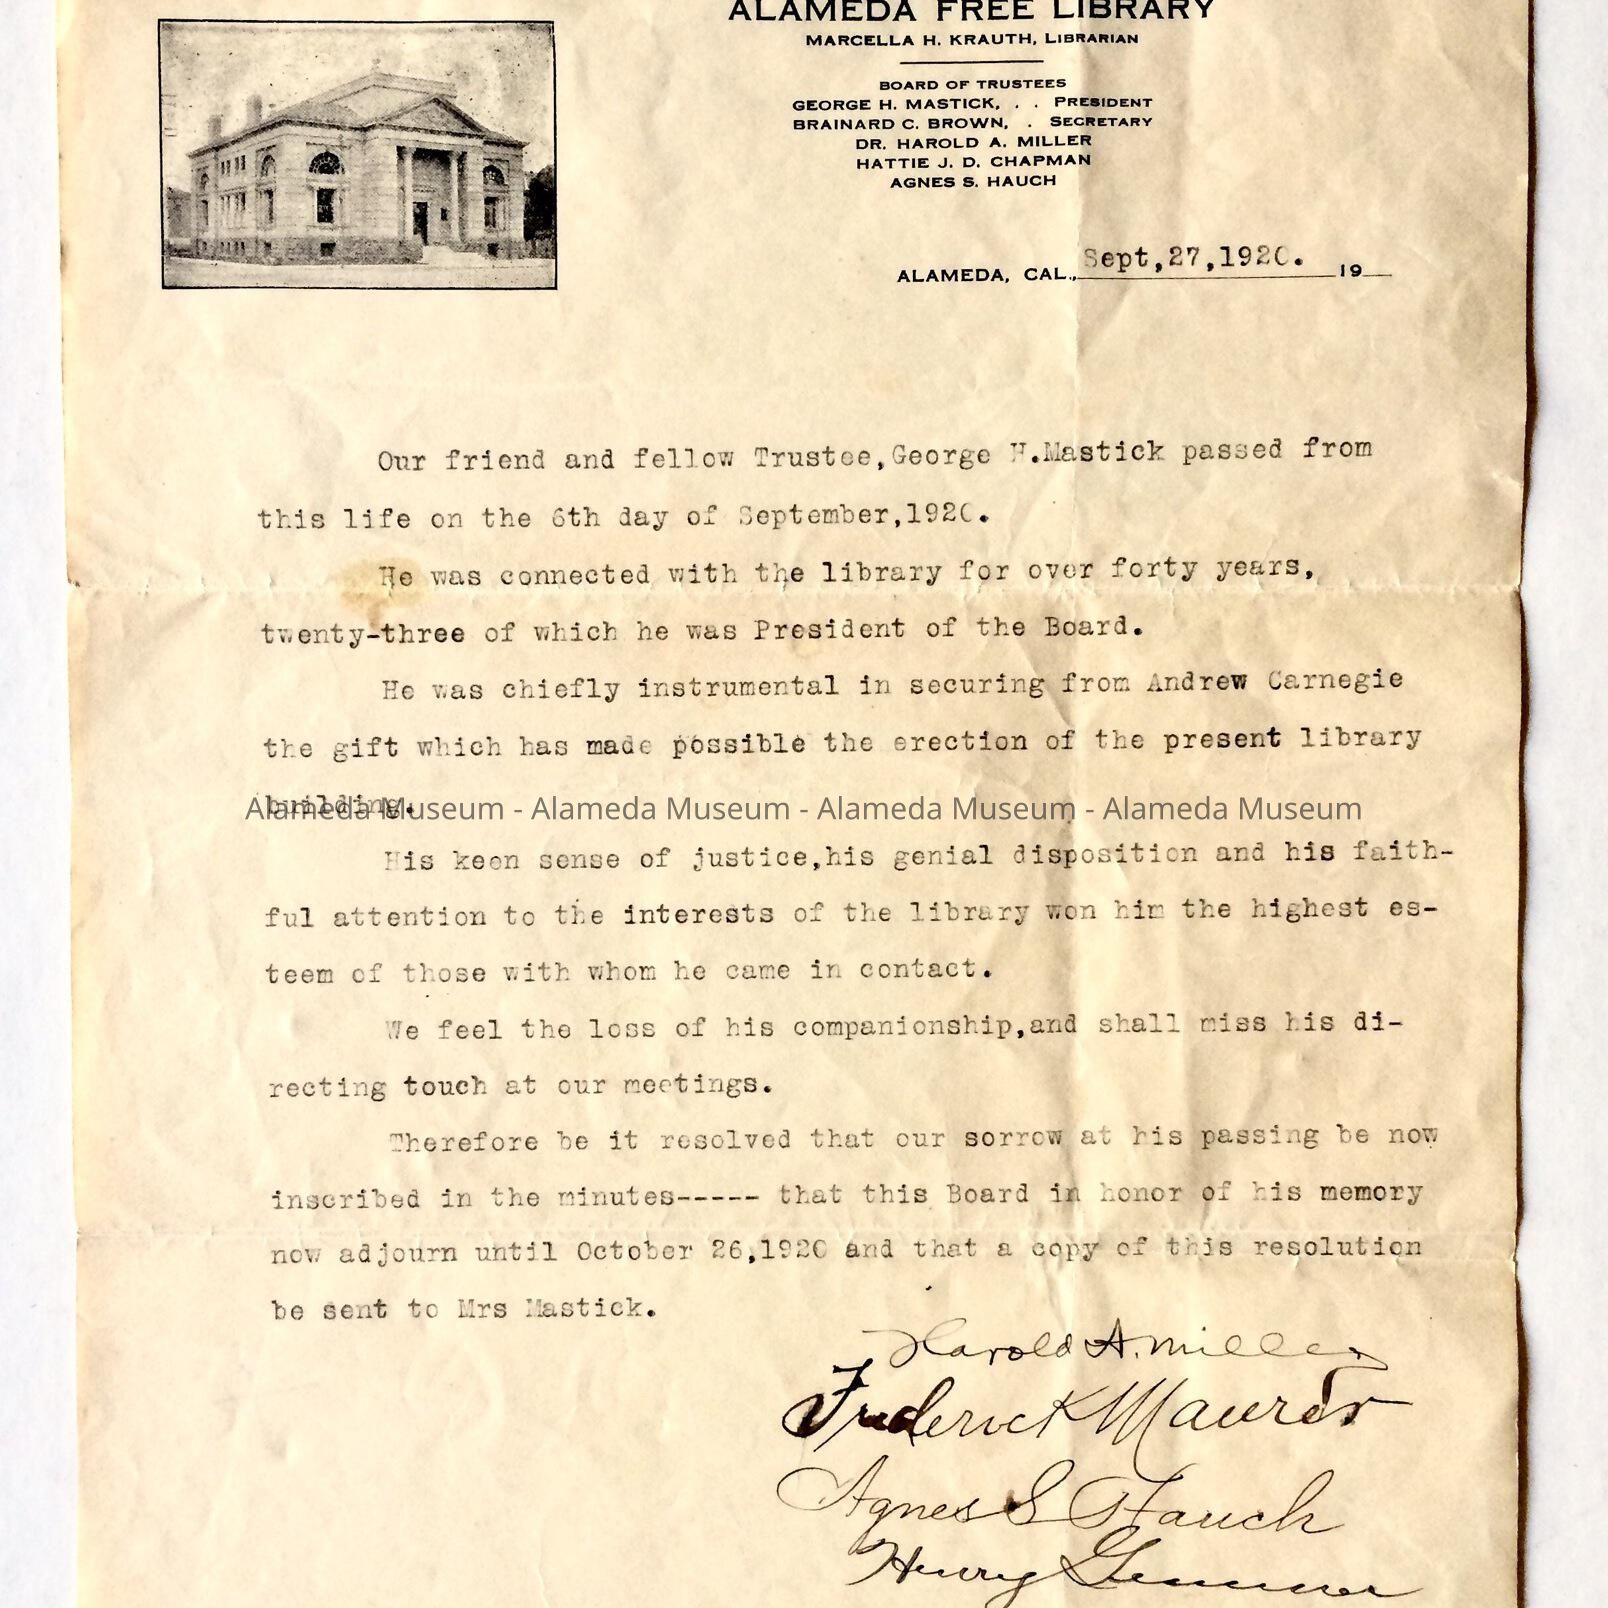 ALAMEDA FREE LIBRARY
MARCELLA H. KRAUTH, LIBRARIAN
BOARD OF TRUSTEES
GEORGE H. MASTICK, . . PRESIDENT
BRAINARD C. BROWN, . SECRETARY
DR. HAROLD A. MILLER
HATTIE J. D. CHAPMAN
AGNES S. HAUCH
ALAMEDA, CAL., Sept,27,1920. 19
Our friend and fellow Trustee,George H.Mastick passed from
this life on the 6th day of September,1920.
He was connected with the library for over forty years,
twenty-three of which he was President of the Board.
He was chiefly instrumental in securing from Andrew Carnegie
the gift which has made possible the erection of the present library
building.
Alameda Museum - Alameda Museum - Alameda Museum - Alameda Museum
His keen sense of justice,his genial disposition and his faith-
ful attention to the interests of the library won him the highest es-
teem of those with whom he came in contact.
We feel the loss of his companionship,and shall miss his di-
recting touch at our meetings.
Therefore be it resolved that our sorrow at his passing be now
inscribed in the minutes----- that this Board in honor of his memory
now adjourn until October 26,1920 and that a copy of this resolution
be sent to Mrs Mastick.
Harold A. Miller
Frederick Maurer
Agnes S Hauch
Henry